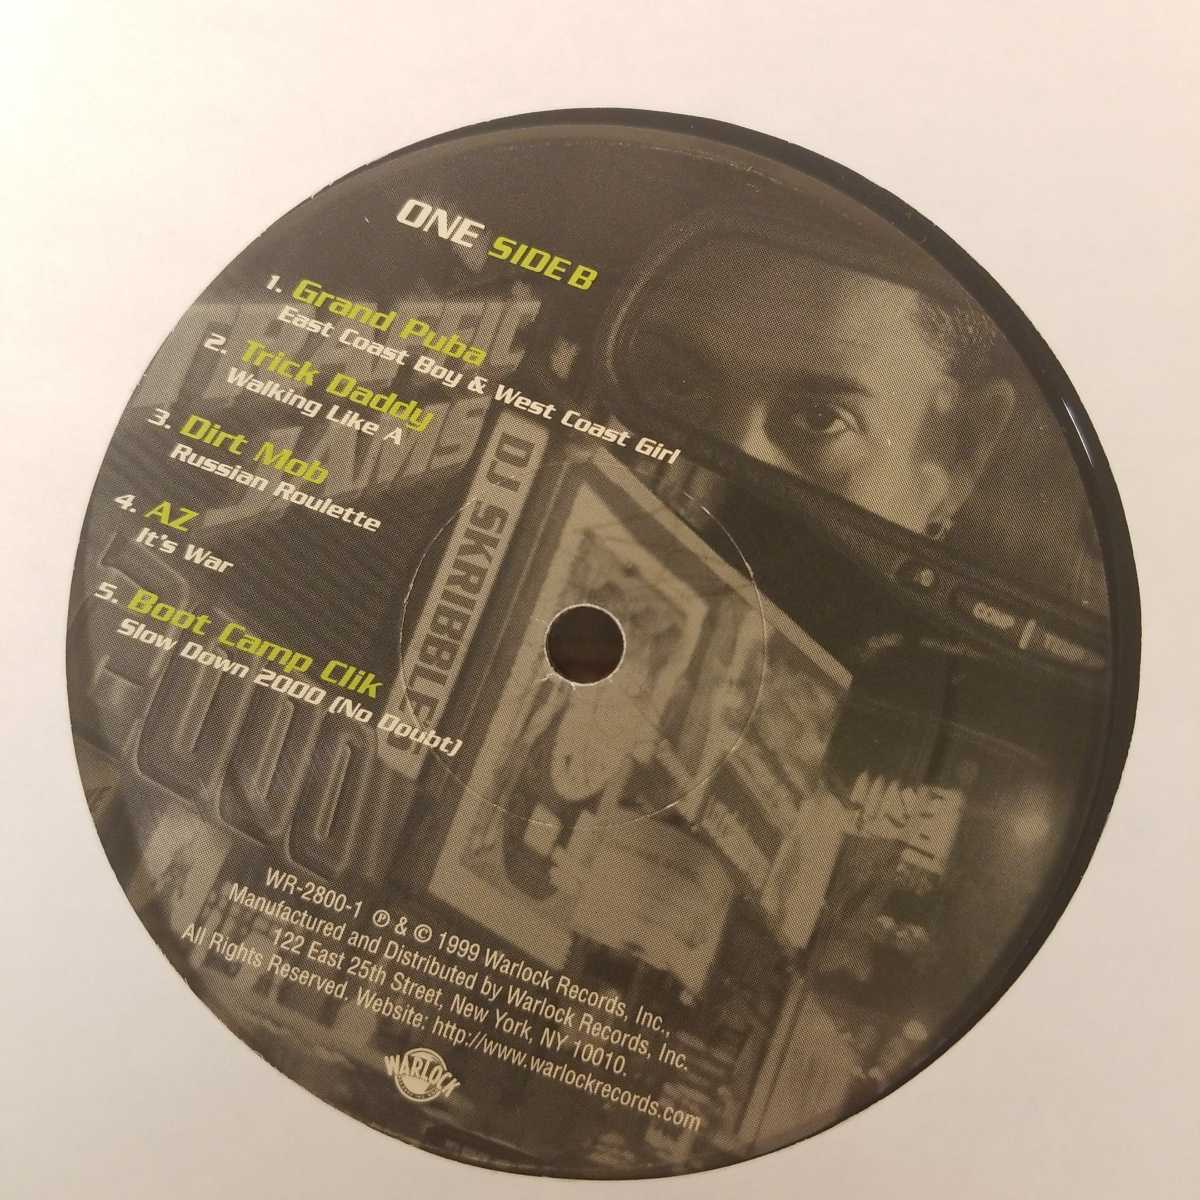 ONE SIDE B
1. Grand Puba
East Coast Boy & West Coast Girl
2. Trick Daddy
Walking Like A
3. Dirt Mob
Russian Roulette
4. AZ
It's War
5. Boot Camp Clik
Slow Down 2000 (No Doubt)
TRAFFIC
JAMS
2000
DJ SKRIBBLE
WR-2800-1 ℗ & © 1999 Warlock Records, Inc.,
Manufactured and Distributed by Warlock Records, Inc.
122 East 25th Street, New York, NY 10010.
All Rights Reserved. Website: http://www.warlockrecords.com
WARLOCK